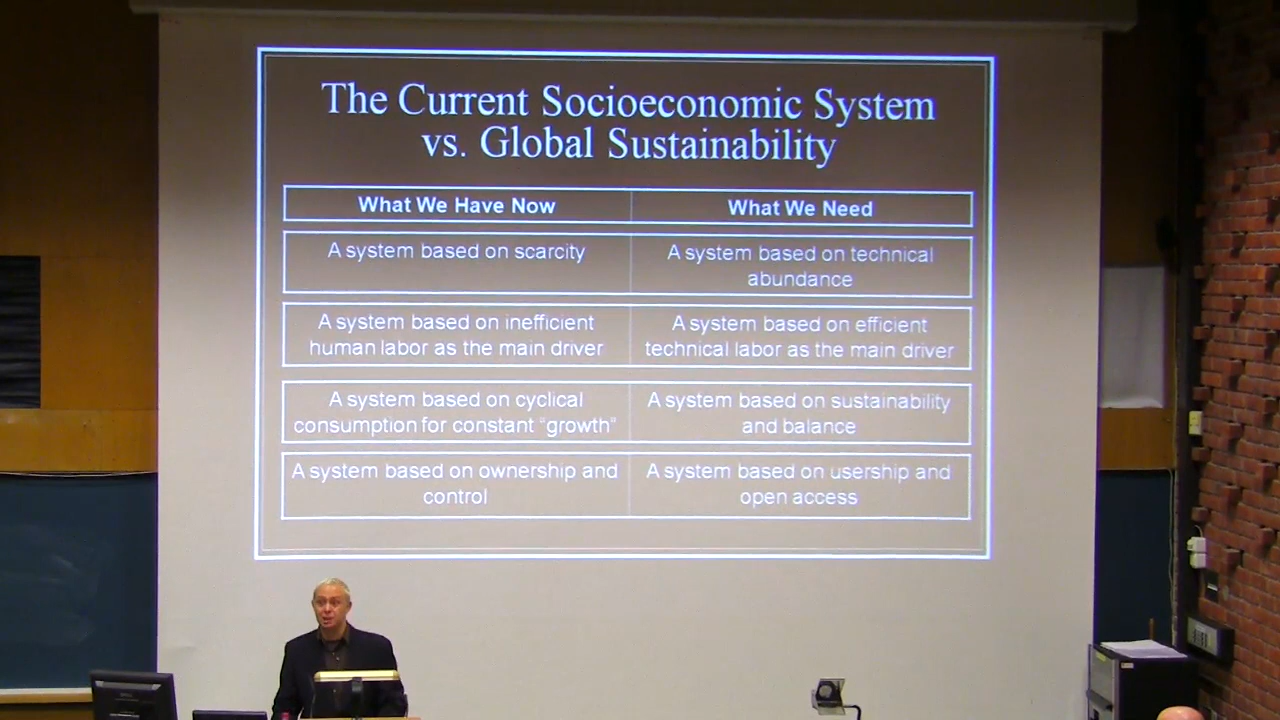 The Current Socioeconomic System
vs. Global Sustainability
What We Have Now
What We Need
A system based on scarcity
A system based on technical
abundance
A system based on inefficient
human labor as the main driver
A system based on efficient
technical labor as the main driver
A system based on cyclical
consumption for constant "growth"
A system based on sustainability
and balance
A system based on ownership and
control
A system based on usership and
open access